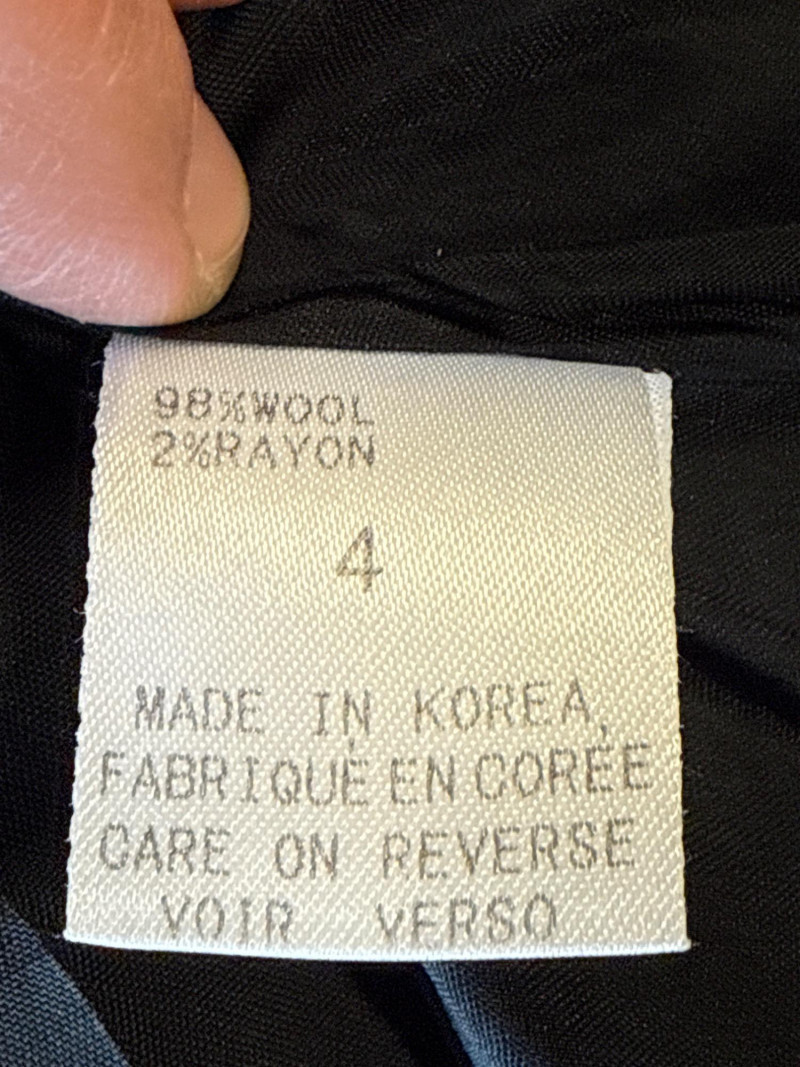 98%WOOL
2%RAYON
4
MADE IN KOREA
FABRIQUÉ EN CORÉE
CARE ON REVERSE
VOIR VERSO